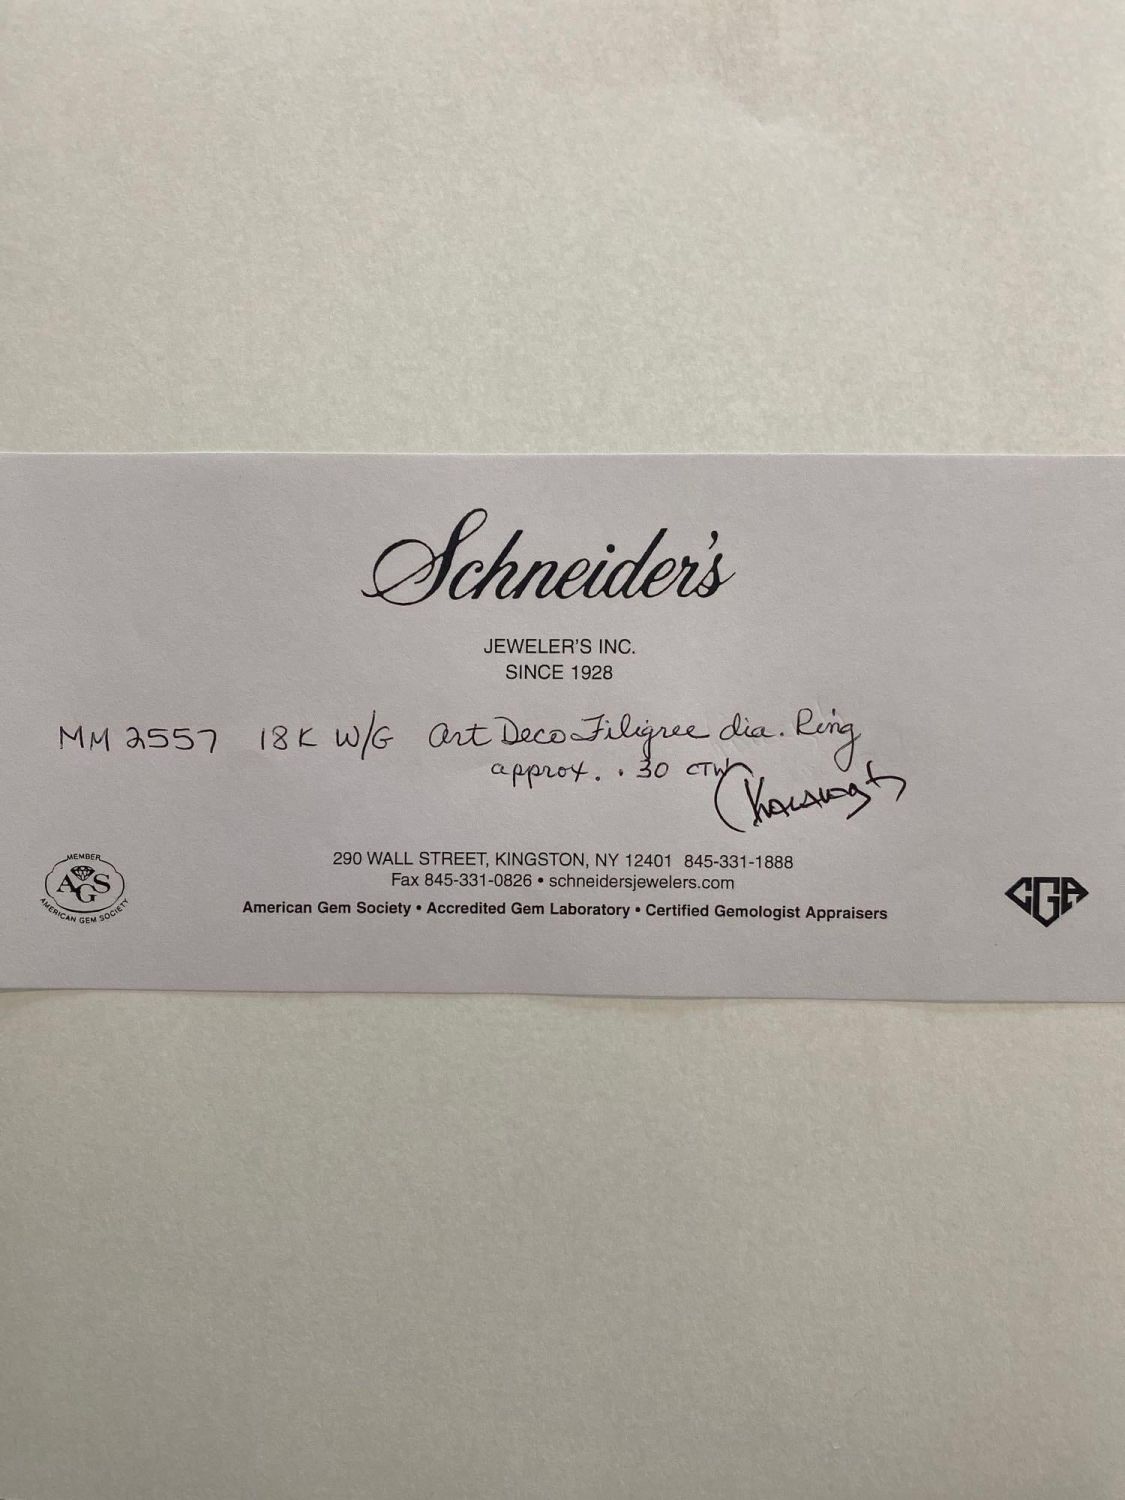 Schneider's
JEWELER'S INC.
SINCE 1928
MM 2557 18K W/G Art Deco Filigree dia. Ring
approx. .30 CTW
290 WALL STREET, KINGSTON, NY 12401 845-331-1888
Fax 845-331-0826 • schneidersjewelers.com
American Gem Society • Accredited Gem Laboratory • Certified Gemologist Appraisers
MEMBER
AGS
AMERICAN GEM SOCIETY
CGA